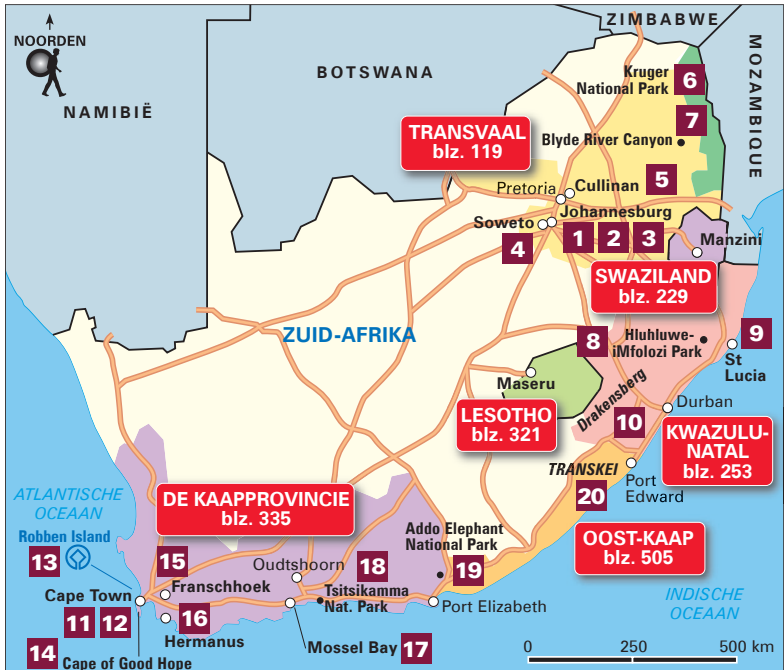 ZIMBABWE
NOORDEN
BOTSWANA
MOZAMBIQUE
NAMIBIË
Kruger
National Park
6
7
Blyde River Canyon
TRANSVAAL
blz. 119
Pretoria
Cullinan
5
Johannesburg
Soweto
4
1 2 3
Manzini
SWAZILAND
blz. 229
ZUID-AFRIKA
8
Hluhluwe-
iMfolozi Park
9
St
Lucia
Maseru
Drakensberg
Durban
LESOTHO
blz. 321
10
KWAZULU-
NATAL
blz. 253
TRANSKEI
20
Port
Edward
ATLANTISCHE
OCEAAN
DE KAAPPROVINCIE
blz. 335
OOST-KAAP
blz. 505
Robben Island
13
15
Oudtshoorn
18
Addo Elephant
National Park
19
Franschhoek
Tsitsikamma
Nat. Park
Cape Town
11 12
16
Hermanus
Port Elizabeth
INDISCHE
OCEAAN
14
Cape of Good Hope
Mossel Bay 17
0 250 500 km